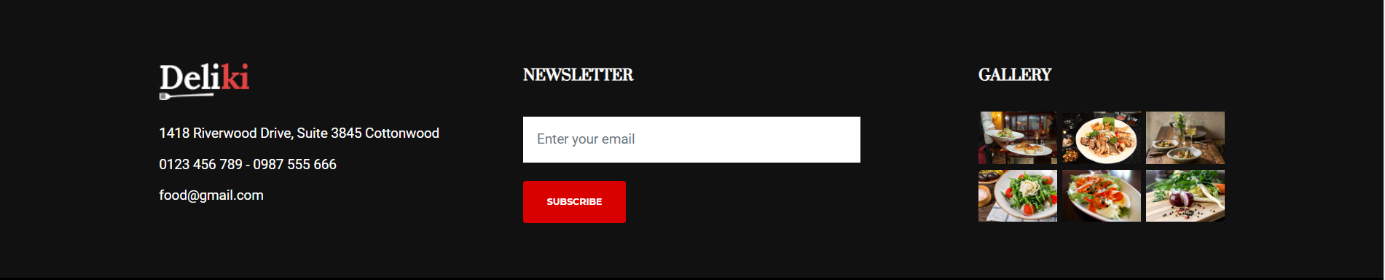 Deliki
1418 Riverwood Drive, Suite 3845 Cottonwood
0123 456 789 - 0987 555 666
food@gmail.com
NEWSLETTER
Enter your email
SUBSCRIBE
GALLERY